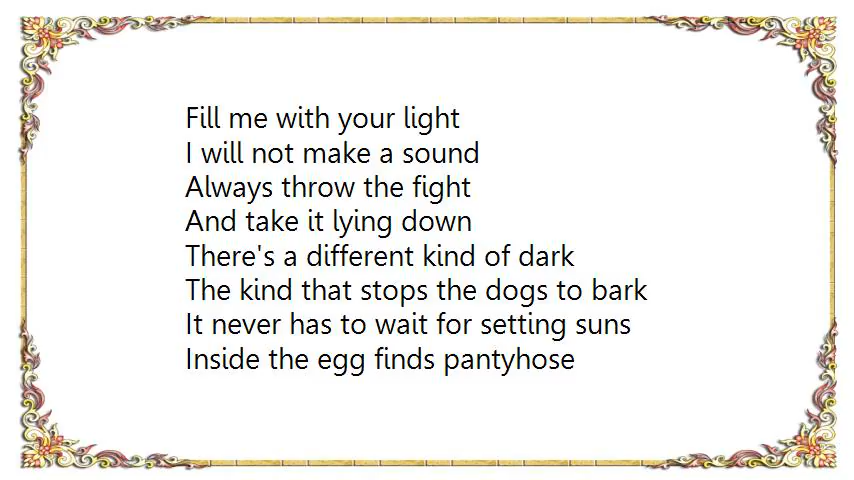 Fill me with your light
I will not make a sound
Always throw the fight
And take it lying down
There's a different kind of dark
The kind that stops the dogs to bark
It never has to wait for setting suns
Inside the egg finds pantyhose